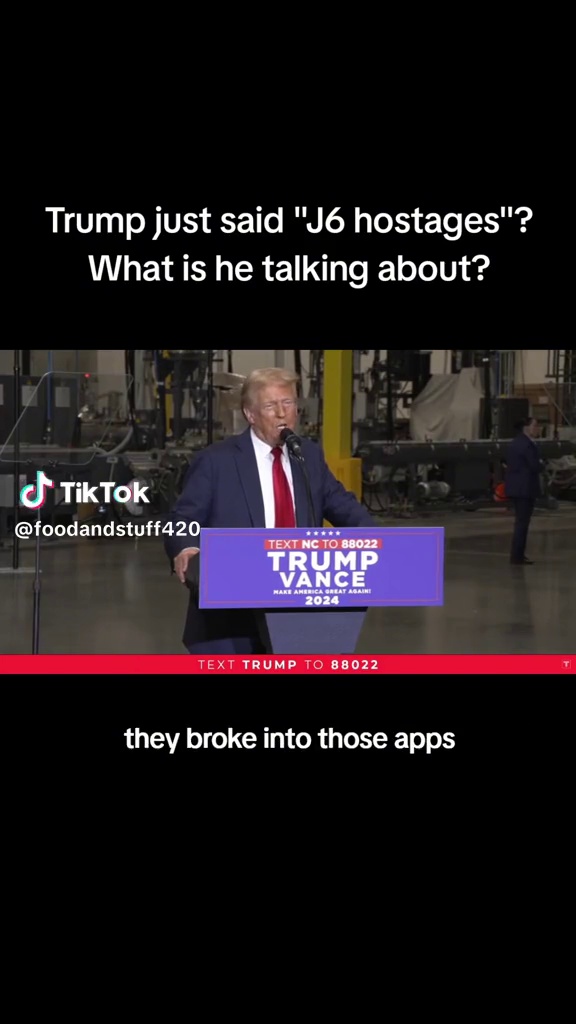 Trump just said "J6 hostages"?
What is he talking about?
TikTok
@foodandstuff420
TEXT NC TO 88022
TRUMP
VANCE
MAKE AMERICA GREAT AGAIN!
2024
TEXT TRUMP TO 88022
T
they broke into those apps